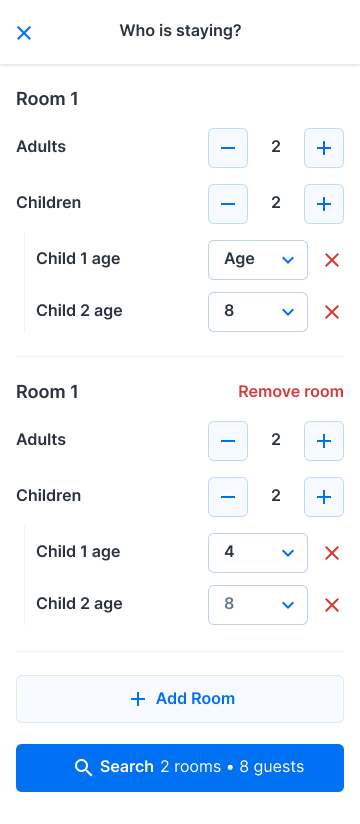 Who is staying?
Room 1
Adults 2
Children 2
Child 1 age Age
Child 2 age 8
Room 1 Remove room
Adults 2
Children 2
Child 1 age 4
Child 2 age 8
Add Room
Search 2 rooms • 8 guests